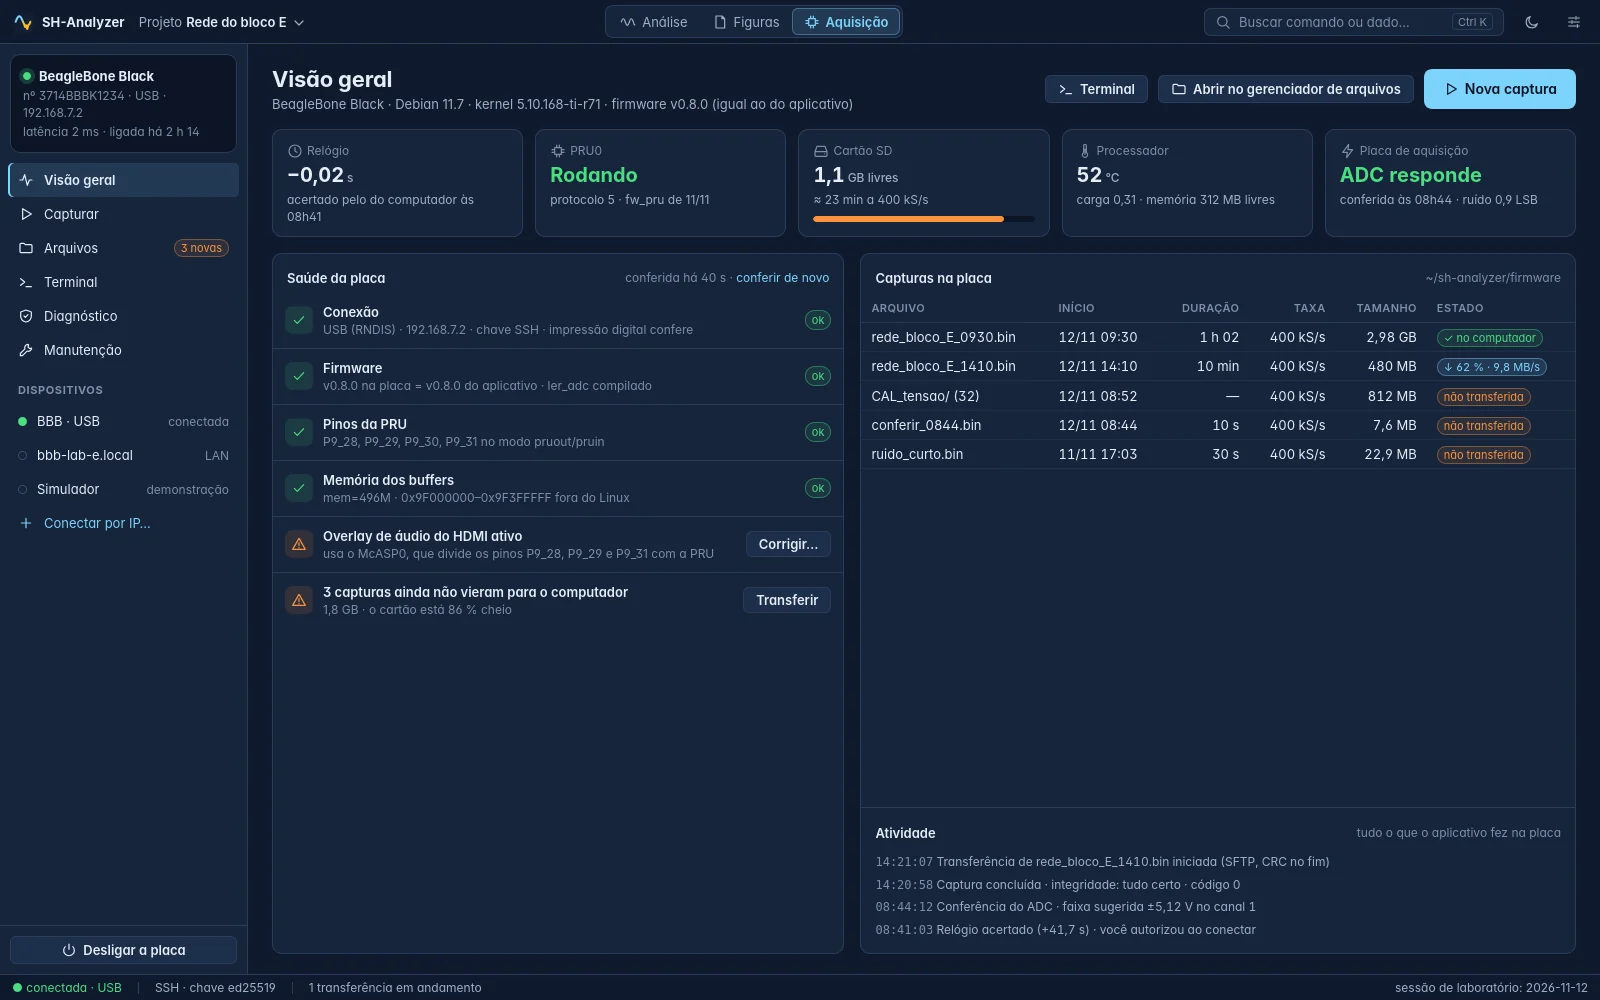 SH-Analyzer Projeto Rede do bloco E
Análise Figuras Aquisição
Buscar comando ou dado... Ctrl K
BeagleBone Black
nº 3714BBBK1234 · USB ·
192.168.7.2
latência 2 ms · ligada há 2 h 14
Visão geral
Capturar
Arquivos 3 novas
Terminal
Diagnóstico
Manutenção
DISPOSITIVOS
BBB · USB conectada
bbb-lab-e.local LAN
Simulador demonstração
+ Conectar por IP...
Desligar a placa
Visão geral
BeagleBone Black · Debian 11.7 · kernel 5.10.168-ti-r71 · firmware v0.8.0 (igual ao do aplicativo)
Terminal
Abrir no gerenciador de arquivos
Nova captura
Relógio
−0,02 s
acertado pelo do computador às
08h41
PRU0
Rodando
protocolo 5 · fw_pru de 11/11
Cartão SD
1,1 GB livres
≈ 23 min a 400 kS/s
Processador
52 °C
carga 0,31 · memória 312 MB livres
Placa de aquisição
ADC responde
conferida às 08h44 · ruído 0,9 LSB
Saúde da placa conferida há 40 s · conferir de novo
Conexão
USB (RNDIS) · 192.168.7.2 · chave SSH · impressão digital confere
OK
Firmware
v0.8.0 na placa = v0.8.0 do aplicativo · ler_adc compilado
OK
Pinos da PRU
P9_28, P9_29, P9_30, P9_31 no modo pruout/pruin
OK
Memória dos buffers
mem=496M · 0x9F000000–0x9F3FFFFF fora do Linux
OK
Overlay de áudio do HDMI ativo
usa o McASP0, que divide os pinos P9_28, P9_29 e P9_31 com a PRU
Corrigir...
3 capturas ainda não vieram para o computador
1,8 GB · o cartão está 86 % cheio
Transferir
Capturas na placa ~/sh-analyzer/firmware
ARQUIVO INÍCIO DURAÇÃO TAXA TAMANHO ESTADO
rede_bloco_E_0930.bin 12/11 09:30 1 h 02 400 kS/s 2,98 GB ✓ no computador
rede_bloco_E_1410.bin 12/11 14:10 10 min 400 kS/s 480 MB ↓ 62 % · 9,8 MB/s
CAL_tensao/ (32) 12/11 08:52 — 400 kS/s 812 MB não transferida
conferir_0844.bin 12/11 08:44 10 s 400 kS/s 7,6 MB não transferida
ruido_curto.bin 11/11 17:03 30 s 400 kS/s 22,9 MB não transferida
Atividade tudo o que o aplicativo fez na placa
14:21:07 Transferência de rede_bloco_E_1410.bin iniciada (SFTP, CRC no fim)
14:20:58 Captura concluída · integridade: tudo certo · código 0
08:44:12 Conferência do ADC · faixa sugerida ±5,12 V no canal 1
08:41:03 Relógio acertado (+41,7 s) · você autorizou ao conectar
conectada · USB SSH · chave ed25519 1 transferência em andamento sessão de laboratório: 2026-11-12